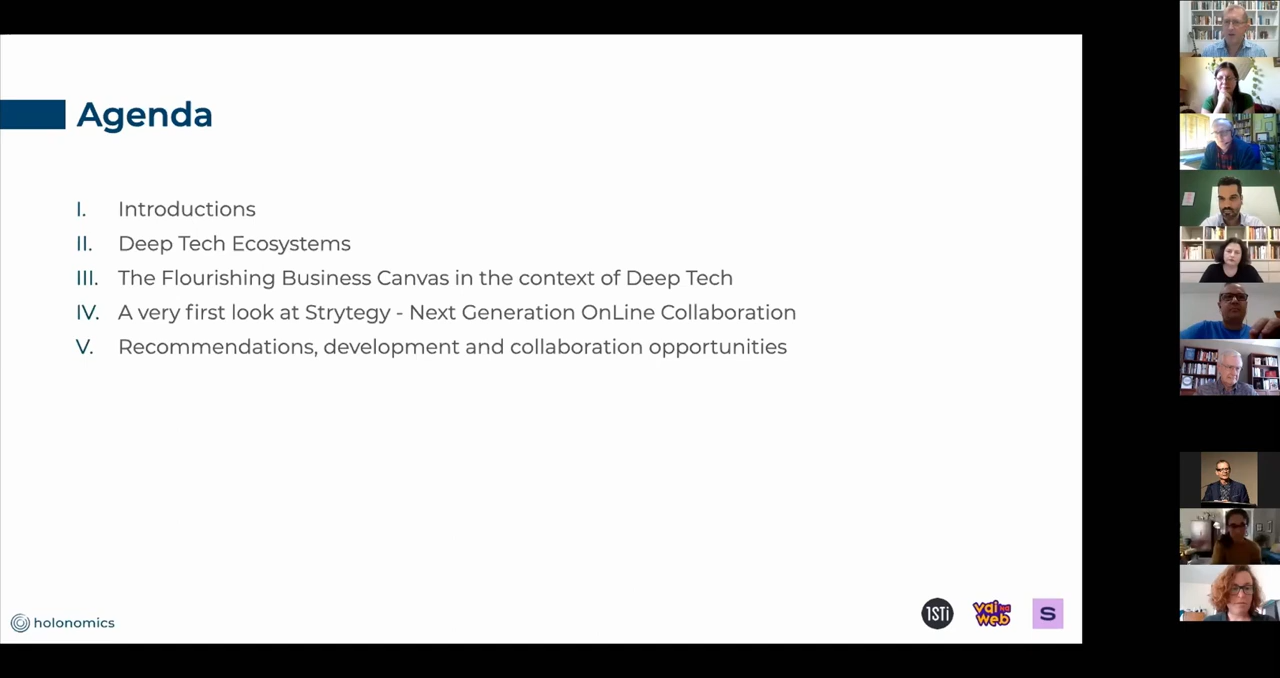 Agenda
I. Introductions
II. Deep Tech Ecosystems
III. The Flourishing Business Canvas in the context of Deep Tech
IV. A very first look at Strytegy - Next Generation OnLine Collaboration
V. Recommendations, development and collaboration opportunities
holonomics
1STi
vai na web
S